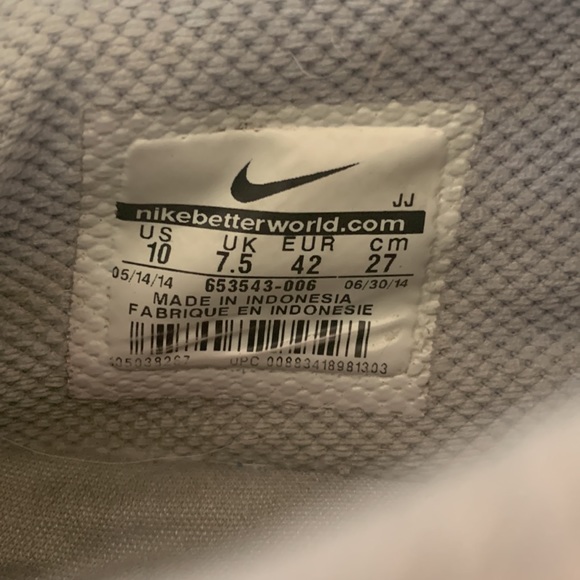 JJ
nikebetterworld.com
US UK EUR cm
10 7.5 42 27
05/14/14 653543-006 06/30/14
MADE IN INDONESIA
FABRIQUE EN INDONESIE
UPC 00883418981303